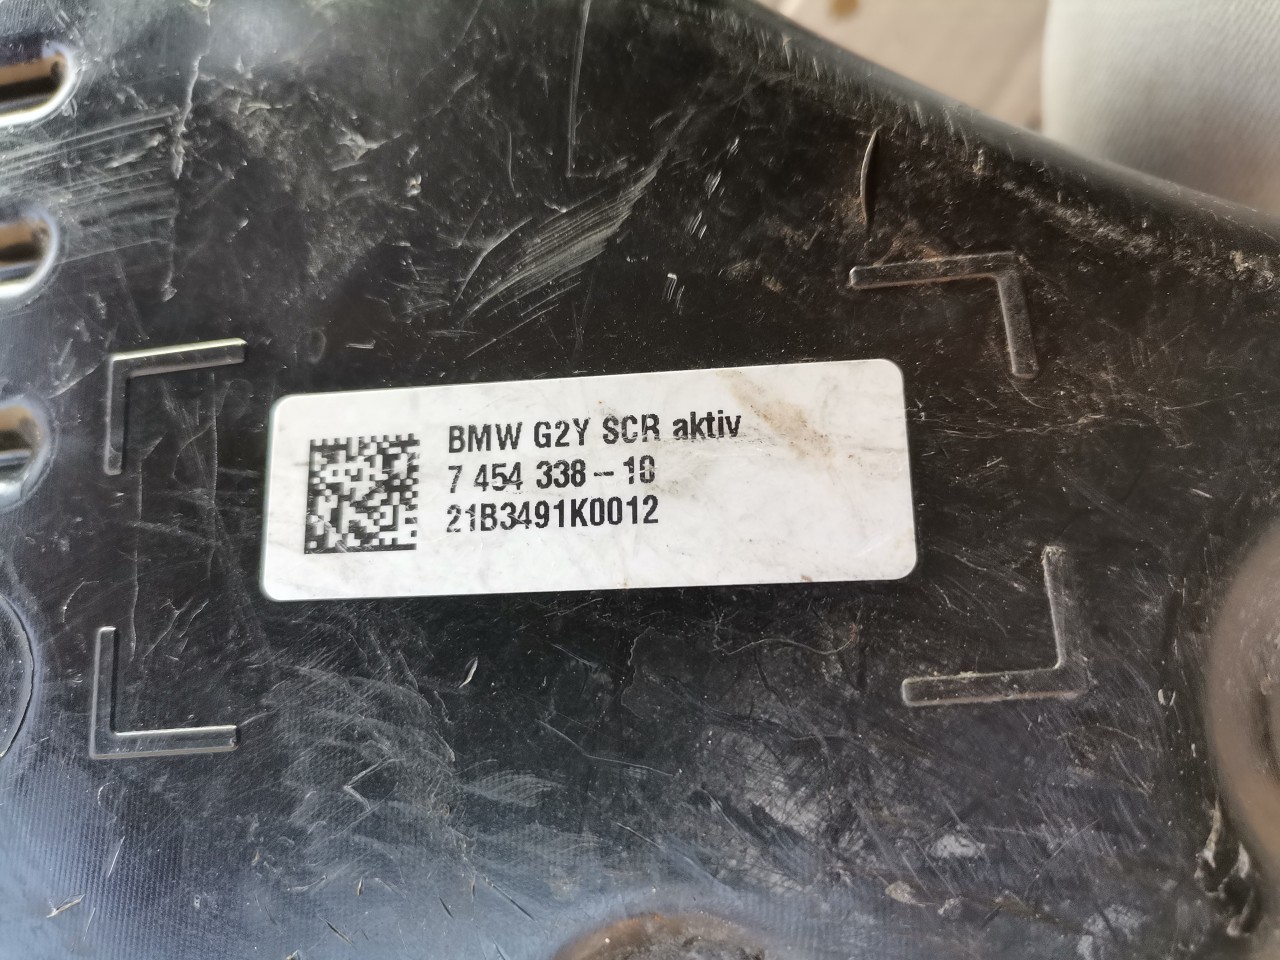 BMW G2Y SCR aktiv
7 454 338-10
21B3491K0012